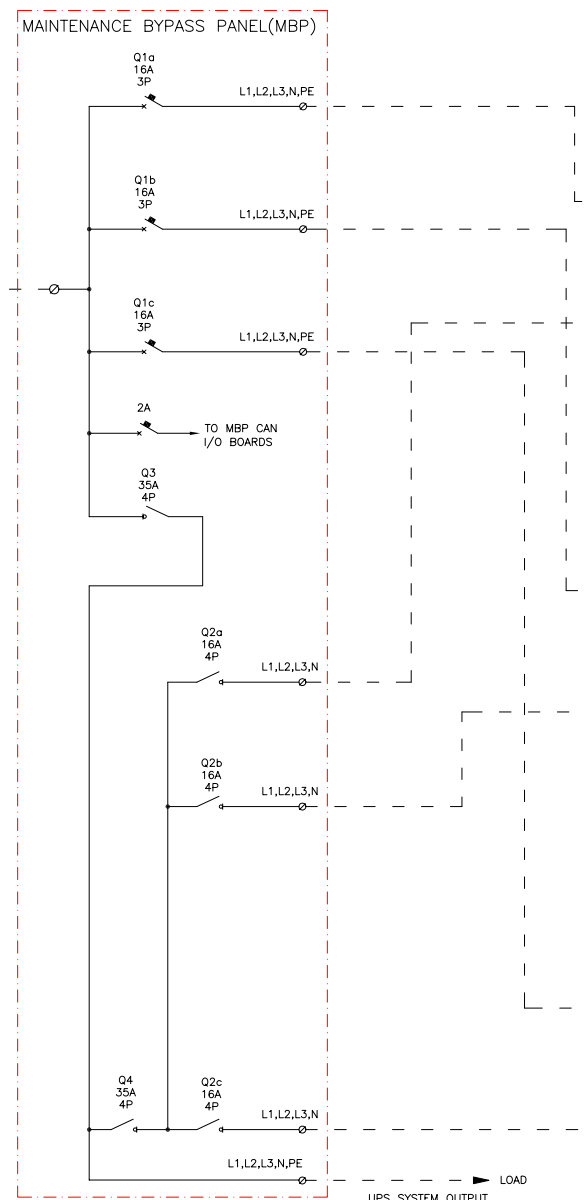 MAINTENANCE BYPASS PANEL(MBP)
Q1a
16A
3P
L1,L2,L3,N,PE
Q1b
16A
3P
L1,L2,L3,N,PE
Q1c
16A
3P
L1,L2,L3,N,PE
2A
TO MBP CAN
I/O BOARDS
Q3
35A
4P
Q2a
16A
4P
L1,L2,L3,N
Q2b
16A
4P
L1,L2,L3,N
Q4
35A
4P
Q2c
16A
4P
L1,L2,L3,N
L1,L2,L3,N,PE
LOAD
UPS SYSTEM OUTPUT